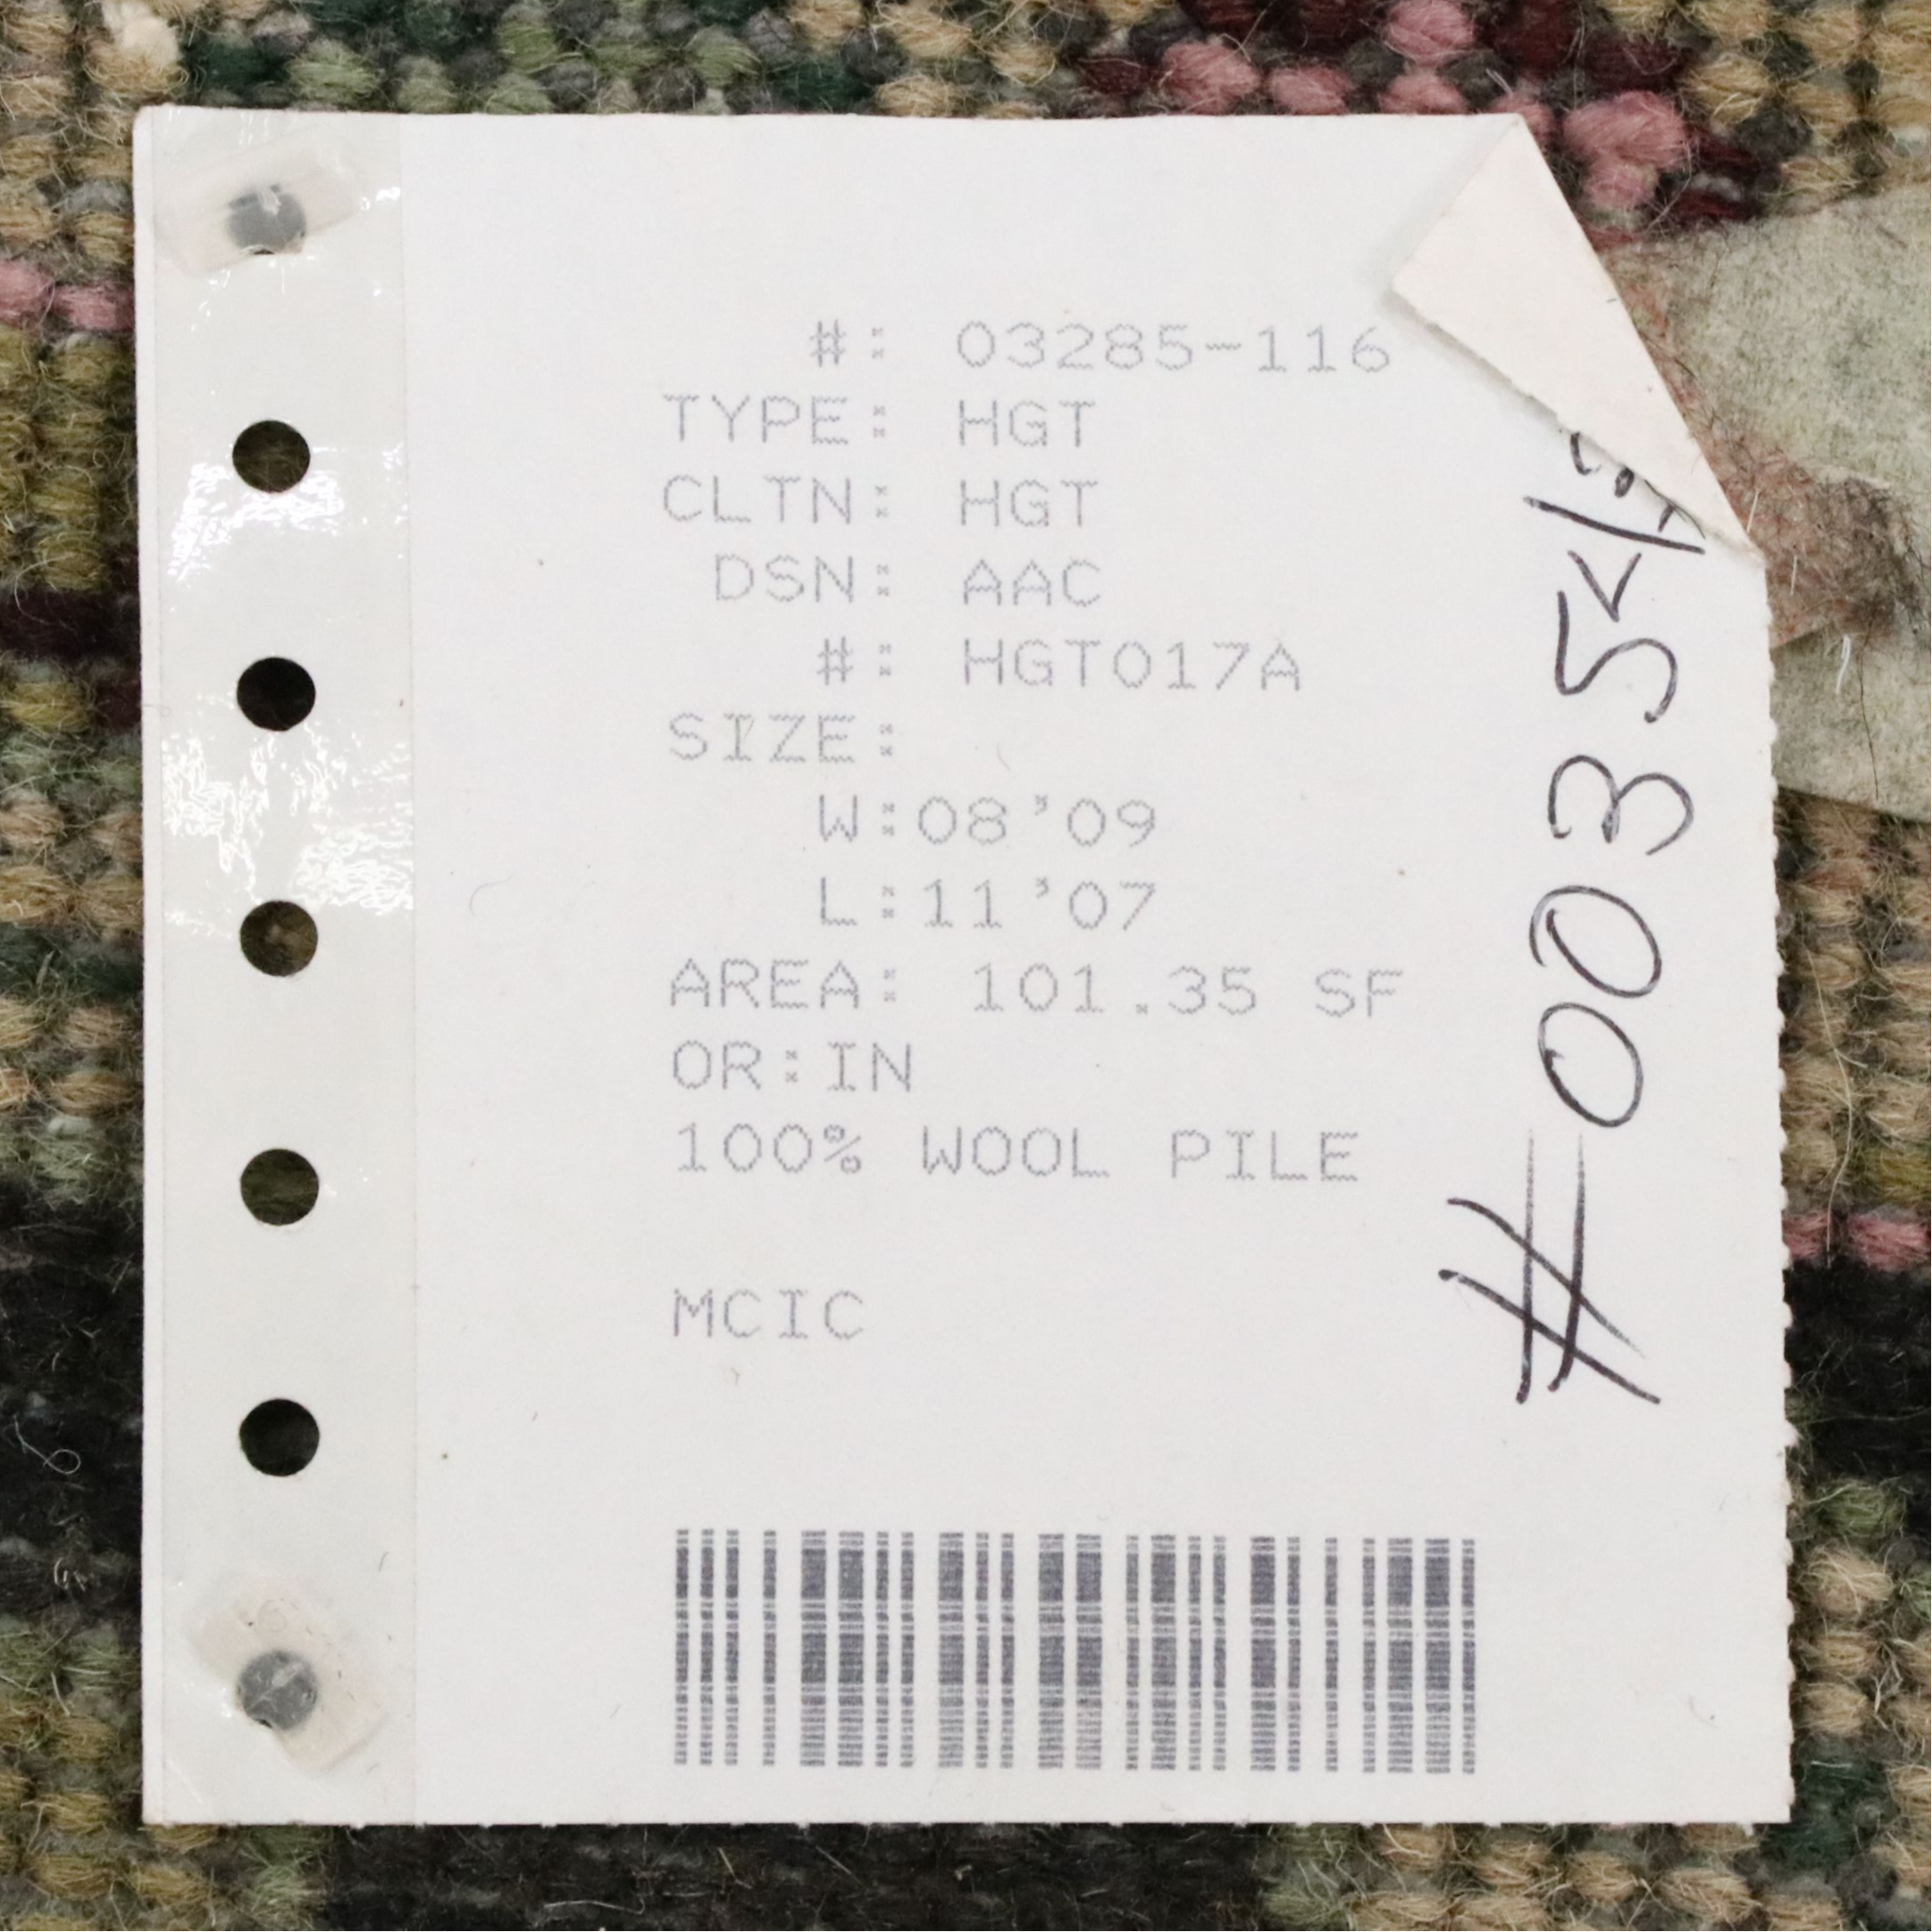 #: 03285-116
TYPE: HGT
CLTN: HGT
DSN: AAC
#: HGT017A
SIZE:
W:08'09
L:11'07
AREA: 101.35 SF
OR:IN
100% WOOL PILE
MCIC